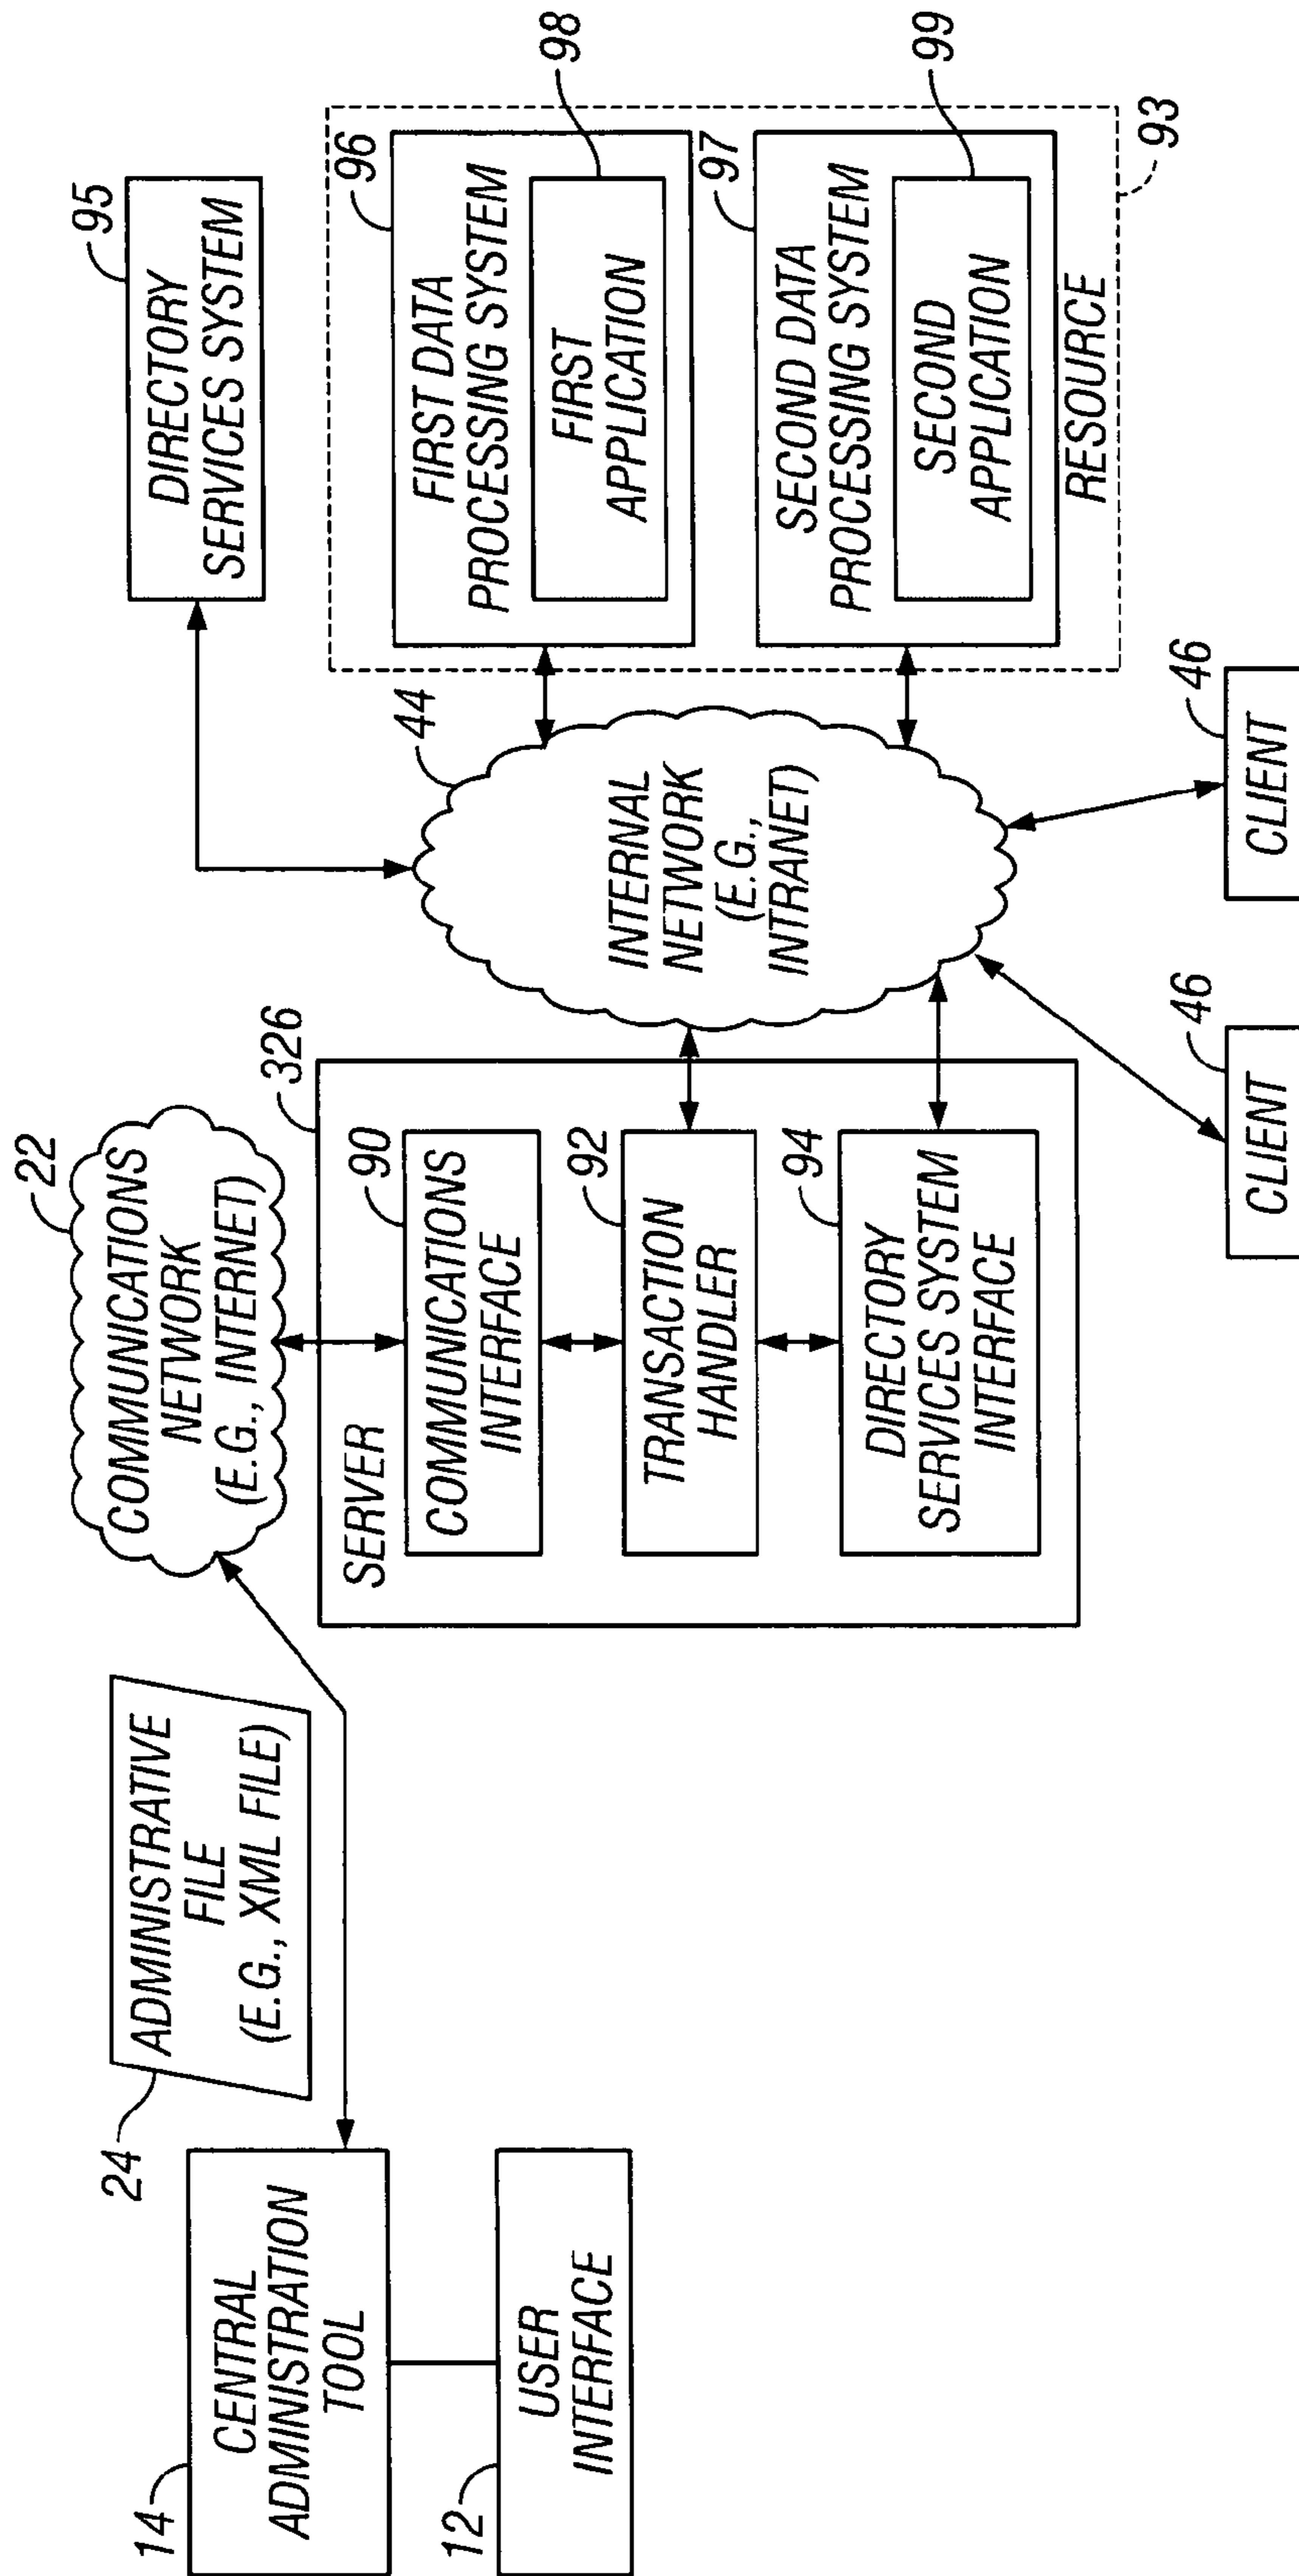 14
CENTRAL
ADMINISTRATION
TOOL
12
USER
INTERFACE
24
ADMINISTRATIVE
FILE
(E.G., XML FILE)
22
COMMUNICATIONS
NETWORK
(E.G., INTERNET)
326
SERVER
90
COMMUNICATIONS
INTERFACE
92
TRANSACTION
HANDLER
94
DIRECTORY
SERVICES SYSTEM
INTERFACE
44
INTERNAL
NETWORK
(E.G.,
INTRANET)
46
CLIENT
46
CLIENT
95
DIRECTORY
SERVICES SYSTEM
96
FIRST DATA
PROCESSING SYSTEM
FIRST
APPLICATION
98
97
SECOND DATA
PROCESSING SYSTEM
SECOND
APPLICATION
99
RESOURCE
93